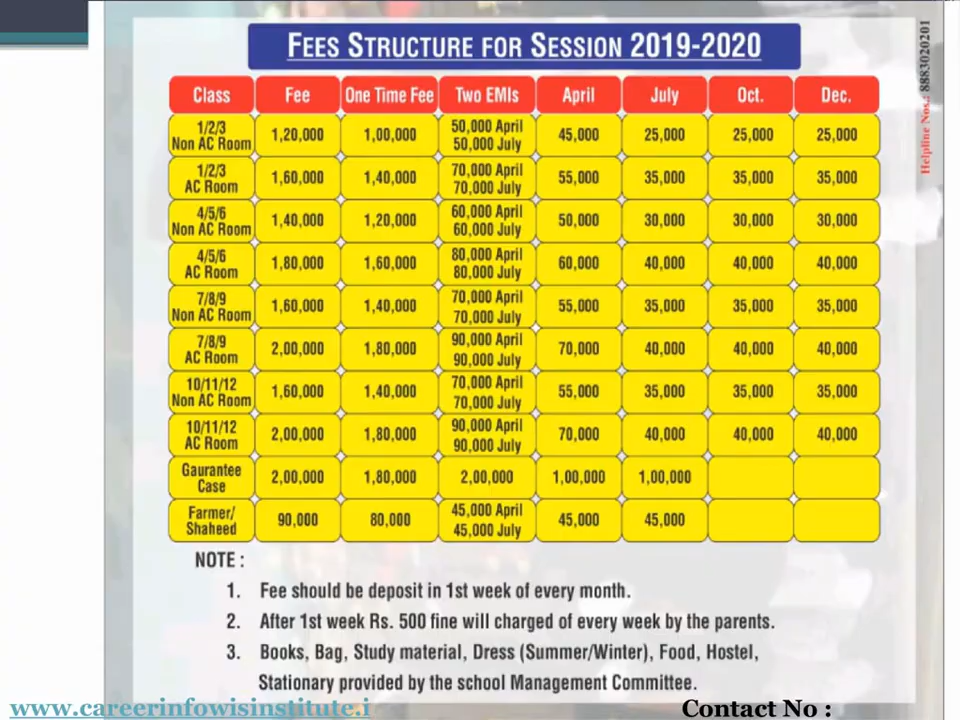 FEES STRUCTURE FOR SESSION 2019-2020
Helpline Nos.: 8883020201
Class Fee One Time Fee Two EMIs April July Oct. Dec.
1/2/3 Non AC Room 1,20,000 1,00,000 50,000 April 50,000 July 45,000 25,000 25,000 25,000
1/2/3 AC Room 1,60,000 1,40,000 70,000 April 70,000 July 55,000 35,000 35,000 35,000
4/5/6 Non AC Room 1,40,000 1,20,000 60,000 April 60,000 July 50,000 30,000 30,000 30,000
4/5/6 AC Room 1,80,000 1,60,000 80,000 April 80,000 July 60,000 40,000 40,000 40,000
7/8/9 Non AC Room 1,60,000 1,40,000 70,000 April 70,000 July 55,000 35,000 35,000 35,000
7/8/9 AC Room 2,00,000 1,80,000 90,000 April 90,000 July 70,000 40,000 40,000 40,000
10/11/12 Non AC Room 1,60,000 1,40,000 70,000 April 70,000 July 55,000 35,000 35,000 35,000
10/11/12 AC Room 2,00,000 1,80,000 90,000 April 90,000 July 70,000 40,000 40,000 40,000
Gaurantee Case 2,00,000 1,80,000 2,00,000 1,00,000 1,00,000
Farmer/ Shaheed 90,000 80,000 45,000 April 45,000 July 45,000 45,000
NOTE :
1. Fee should be deposit in 1st week of every month.
2. After 1st week Rs. 500 fine will charged of every week by the parents.
3. Books, Bag, Study material, Dress (Summer/Winter), Food, Hostel,
Stationary provided by the school Management Committee.
www.careerinfowisinstitute.i
Contact No :